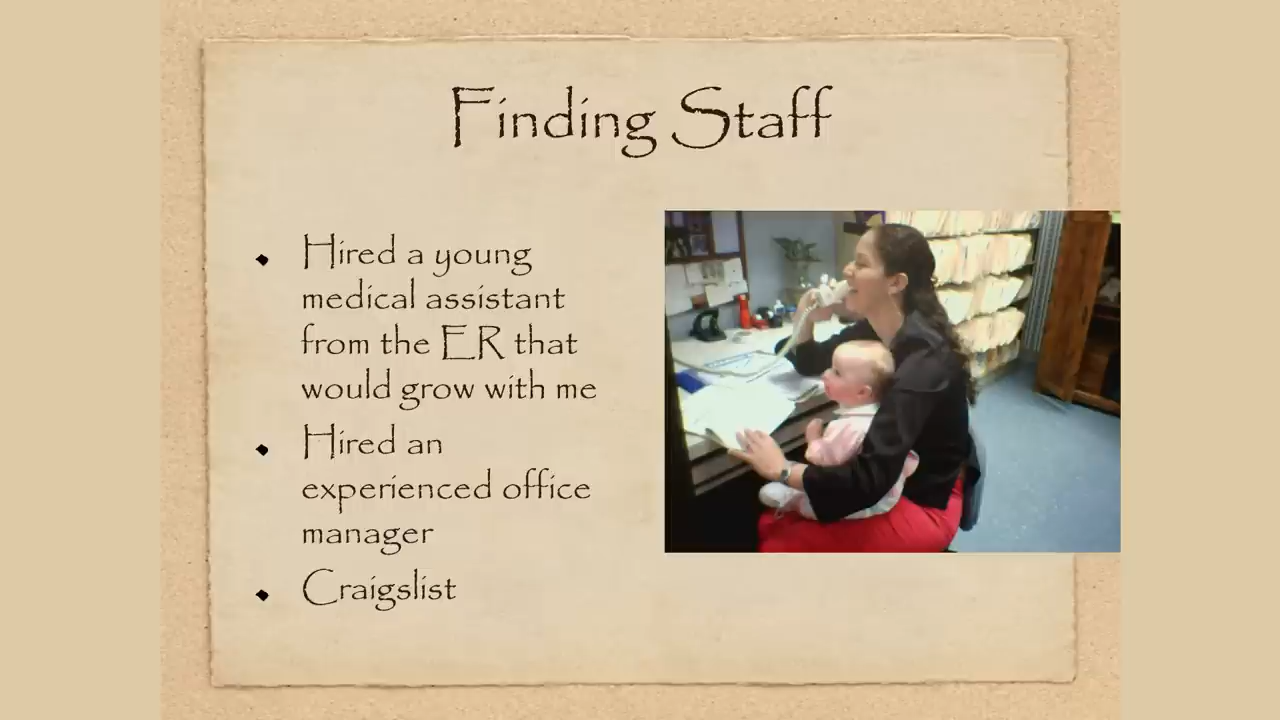 Finding Staff
Hired a young
medical assistant
from the ER that
would grow with me
Hired an
experienced office
manager
Craigslist